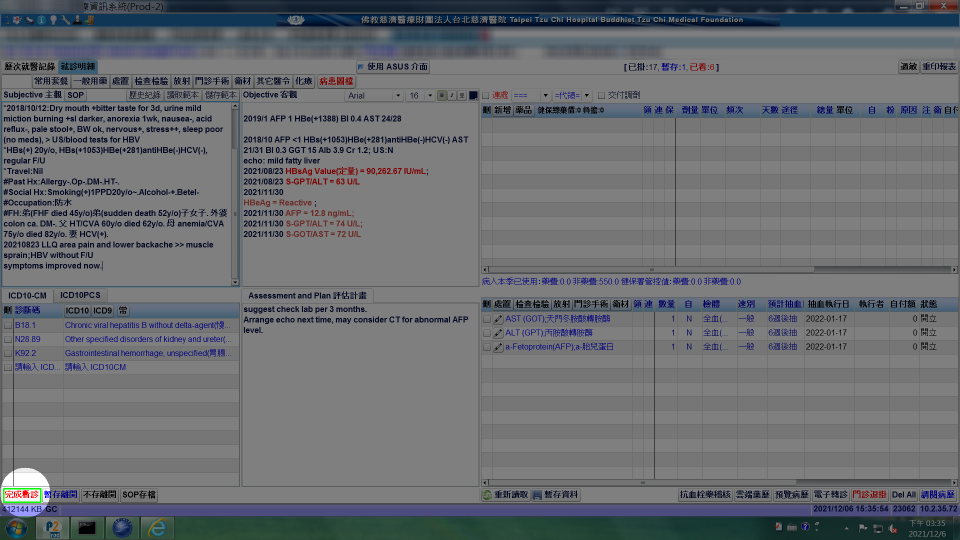 資訊系統(Prod-2)
佛教慈濟醫療財團法人台北慈濟醫院 Taipei Tzu Chi Hospital Buddhist Tzu Chi Medical Foundation
歷次就醫記錄 就診明細
使用 ASUS 介面
[已掛:17,暫存:1,已看:6]
過敏 重印報表
常用套餐 一般用藥 處置 檢查檢驗 放射 門診手術 衛材 其它醫令 化療 病患圖檔
Subjective 主觀 SOP 歷史紀錄 讀取範本 儲存範本
*2018/10/12:Dry mouth +bitter taste for 3d, urine mild
miction burning +sl darker, anorexia 1wk, nausea-, acid
reflux-, pale stool+, BW ok, nervous+, stress++, sleep poor
(no meds), > US/blood tests for HBV
*HBs(+) 20y/o, HBs(+1053)HBe(+281)antiHBe(-)HCV(-),
regular F/U
*Travel:Nil
#Past Hx:Allergy-.Op-.DM-.HT-.
#Social Hx: Smoking(+)1PPD20y/o~.Alcohol-+.Betel-
#Occupation:防水
#FH:弟(FHF died 45y/o)弟(sudden death 52y/o)子女子. 外婆
colon ca. DM-. 父 HT/CVA 60y/o died 62y/o. 母 anemia/CVA
75y/o died 82y/o. 妻 HCV(+).
20210823 LLQ area pain and lower backache >> muscle
sprain;HBV without F/U
symptoms improved now.
Objective 客觀 Arial 16 B I
2019/1 AFP 1 HBe(+1388) BI 0.4 AST 24/28
2018/10 AFP <1 HBs(+1053)HBe(+281)antiHBe(-)HCV(-) AST
21/31 BI 0.3 GGT 15 Alb 3.9 Cr 1.2; US:N
echo: mild fatty liver
2021/08/23 HBsAg Value(定量) = 90,262.67 IU/mL;
2021/08/23 S-GPT/ALT = 63 U/L
2021/11/30
HBeAg = Reactive ;
2021/11/30 AFP = 12.8 ng/mL;
2021/11/30 S-GPT/ALT = 74 U/L;
2021/11/30 S-GOT/AST = 72 U/L
連處 === =代碼= 交付調劑
刪 新增 藥品 健保總藥價:0 負擔:0 領 連 保 劑量 單位 頻次 天數 途徑 總量 單位 自 粉 原因 注 衛 自付
病人本季已使用:藥費:0.0 非藥費:550.0 健保署管控值:藥費:0.0 非藥費:0.0
ICD10-CM ICD10PCS
刪 診斷碼 ICD10 ICD9 常
B18.1 Chronic viral hepatitis B without delta-agent(慢...
N28.89 Other specified disorders of kidney and ureter(...
K92.2 Gastrointestinal hemorrhage, unspecified(胃腸...
請輸入 ICD... 請輸入 ICD10CM
Assessment and Plan 評估計畫
suggest check lab per 3 months.
Arrange echo next time, may consider CT for abnormal AFP
level.
刪 處置 檢查檢驗 放射 門診手術 衛材 領 連 數量 自 檢體 速別 預計抽血 抽血執行日 執行者 自付額 狀態
AST (GOT);天門冬胺酸轉胺酶 1 N 全血(... 一般 6週後抽 2022-01-17 0 開立
ALT (GPT);丙胺酸轉胺酶 1 N 全血(... 一般 6週後抽 2022-01-17 0 開立
a-Fetoprotein(AFP);a-胎兒蛋白 1 N 全血(... 一般 6週後抽 2022-01-17 0 開立
完成看診 暫存離開 不存離開 SOP存檔
重新讀取 暫存資料
抗血栓藥稽核 雲端藥歷 預覽病歷 電子轉診 門診退掛 Del All 調閱病歷
412144 KB GC
2021/12/06 15:35:54 23062 10.2.35.72
下午 03:35
2021/12/6